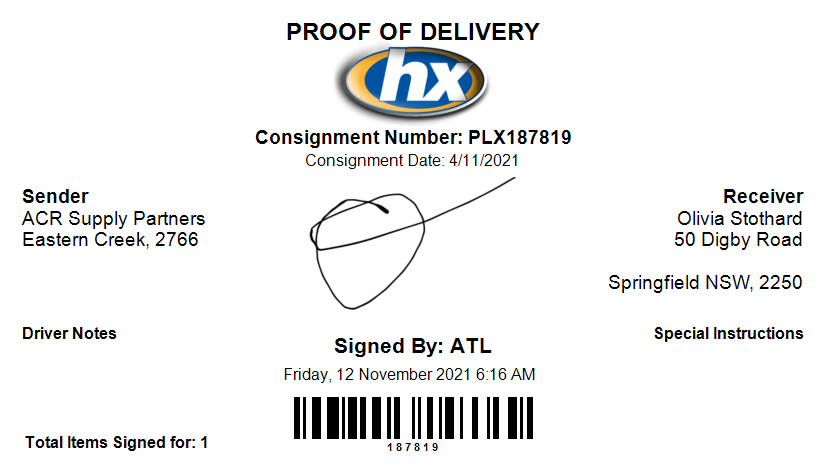 PROOF OF DELIVERY
hx
Consignment Number: PLX187819
Consignment Date: 4/11/2021
Sender
ACR Supply Partners
Eastern Creek, 2766
Receiver
Olivia Stothard
50 Digby Road
Springfield NSW, 2250
Driver Notes
Special Instructions
Signed By: ATL
Friday, 12 November 2021 6:16 AM
187819
Total Items Signed for: 1